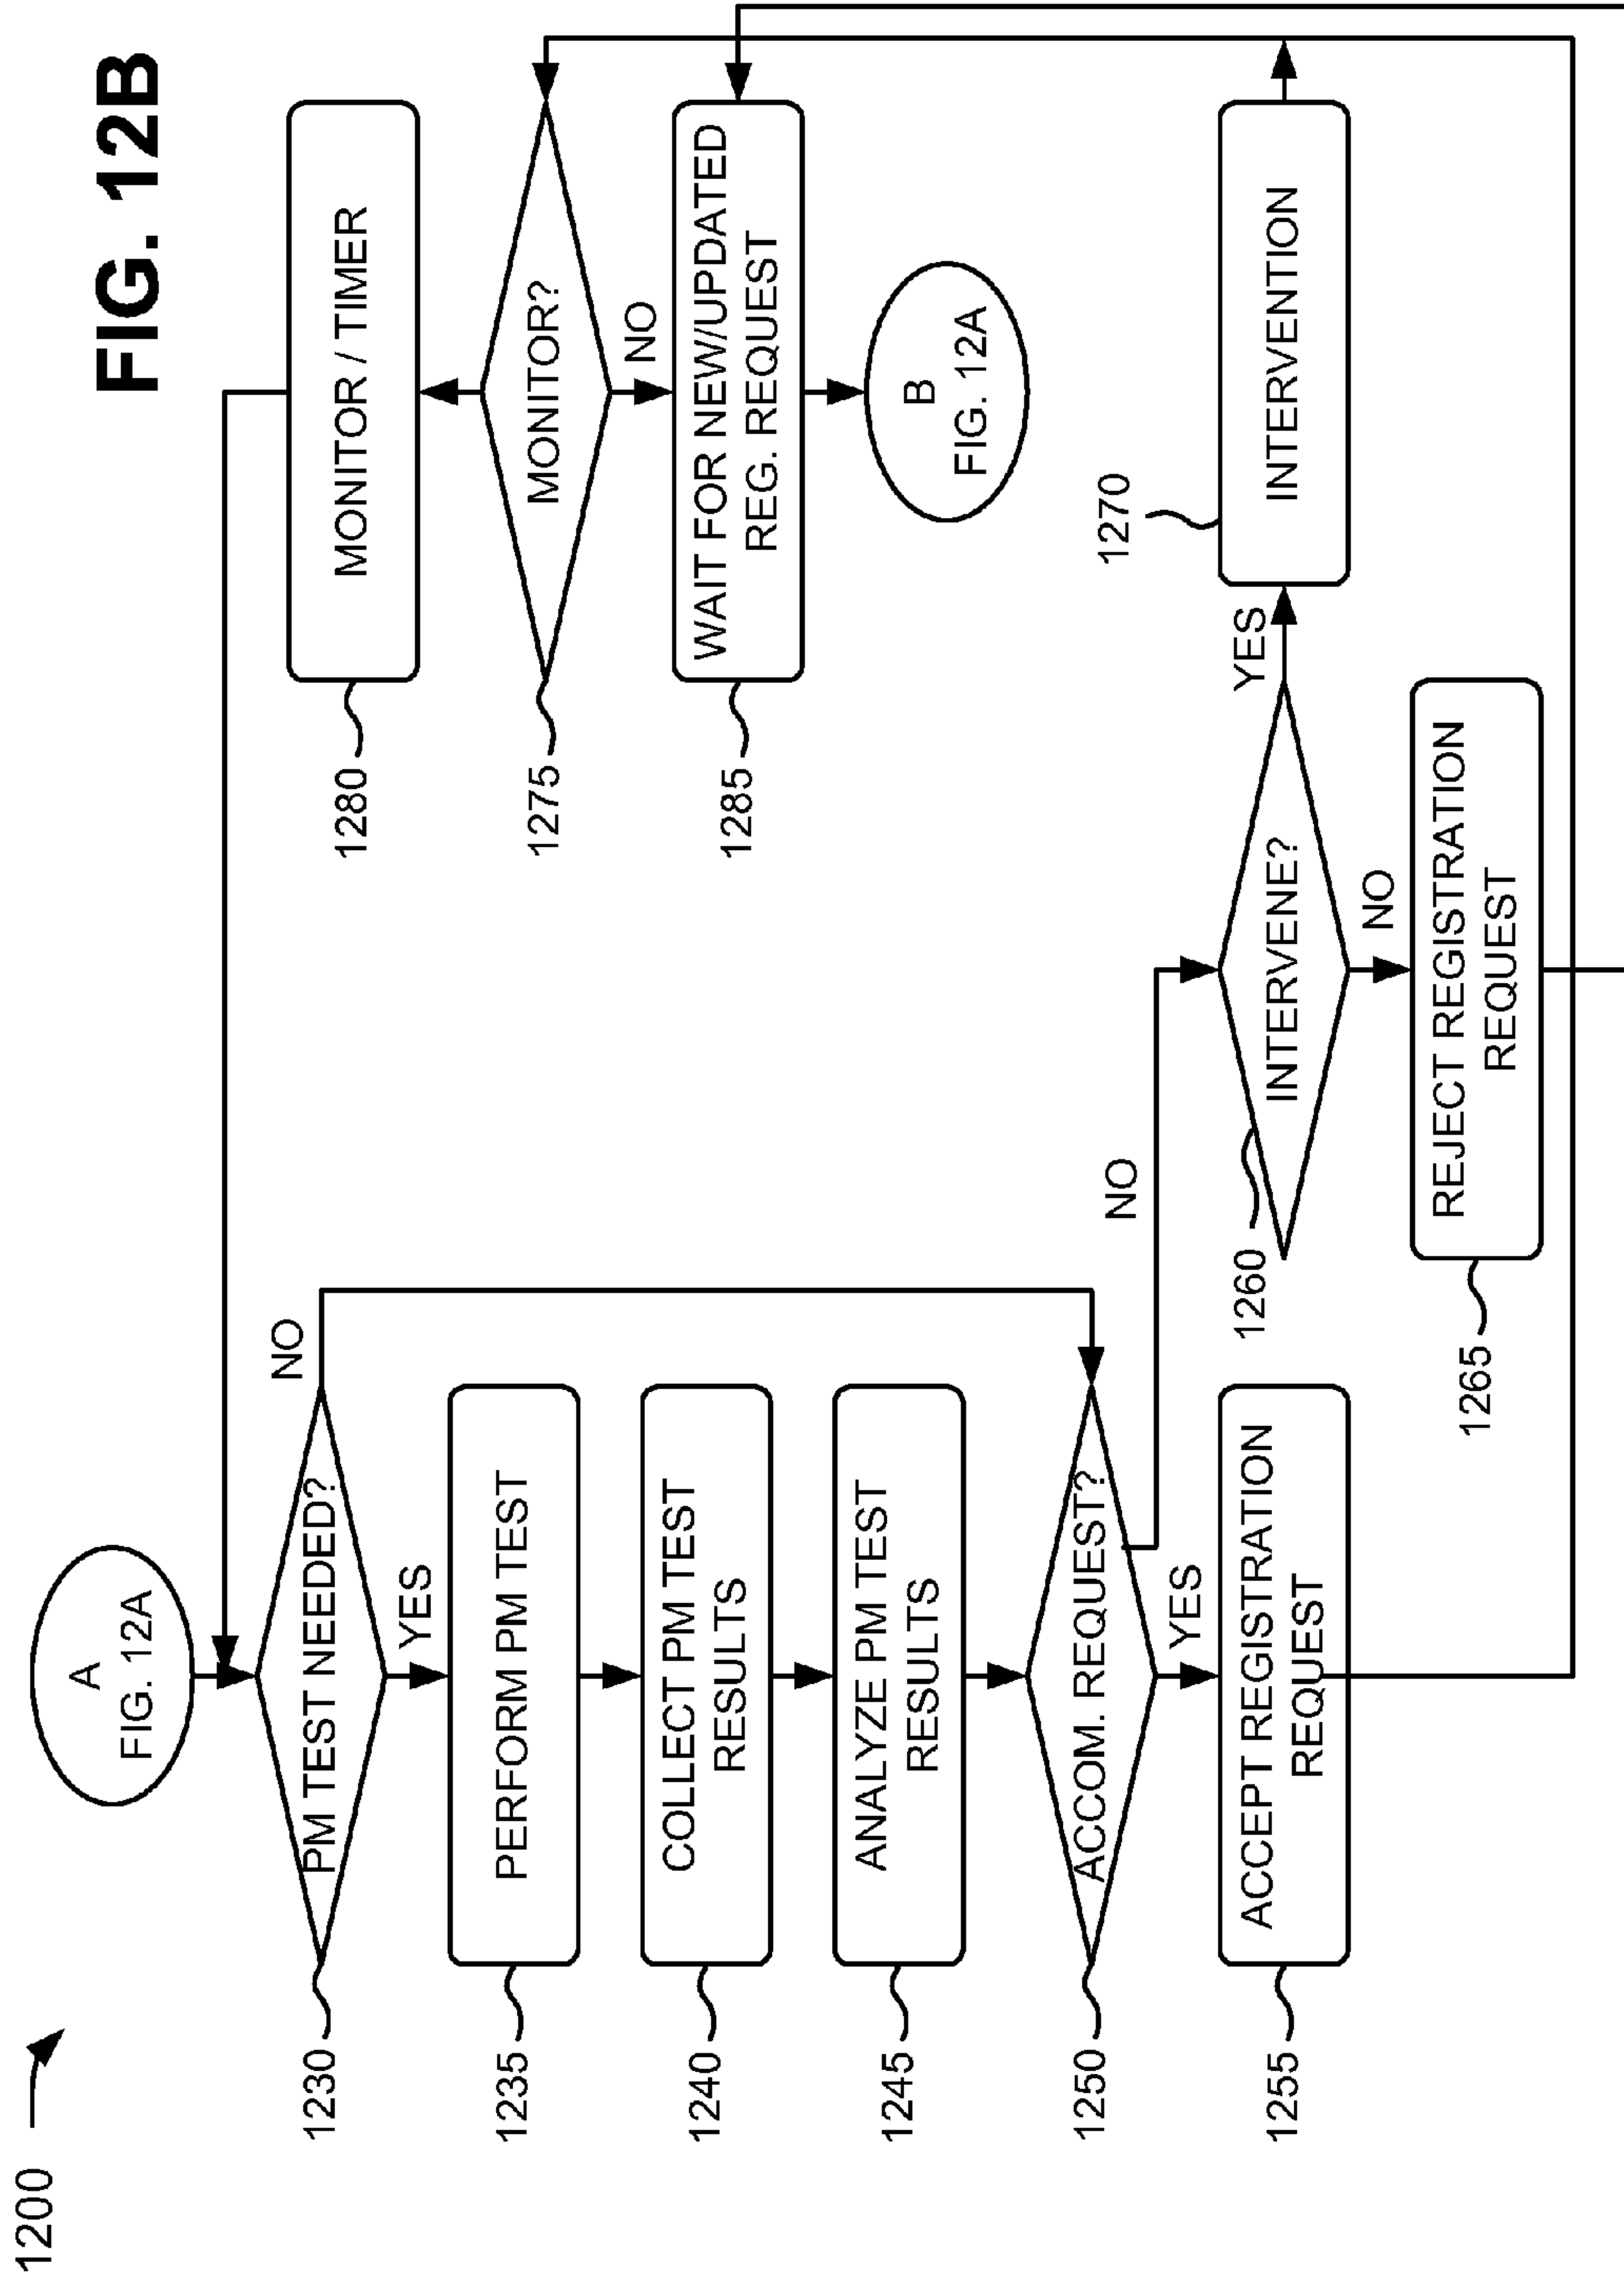 1200
FIG. 12B
A
FIG. 12A
1230
PM TEST NEEDED?
NO
YES
1235
PERFORM PM TEST
1240
COLLECT PM TEST
RESULTS
1245
ANALYZE PM TEST
RESULTS
1250
ACCOM. REQUEST?
NO
YES
1255
ACCEPT REGISTRATION
REQUEST
1260
INTERVENE?
YES
NO
1265
REJECT REGISTRATION
REQUEST
1270
INTERVENTION
1280
MONITOR / TIMER
1275
MONITOR?
NO
1285
WAIT FOR NEW/UPDATED
REG. REQUEST
B
FIG. 12A